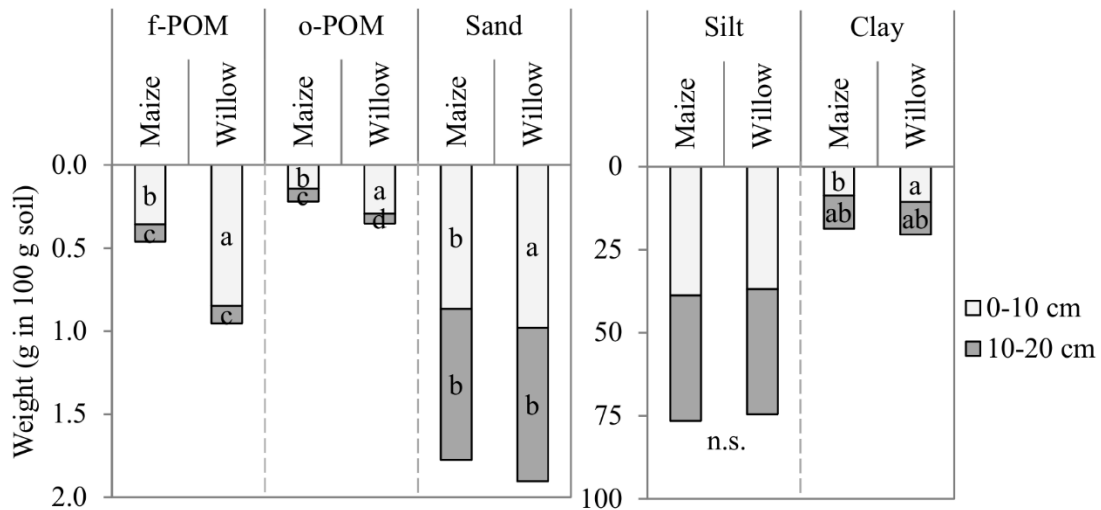 f-POM o-POM Sand Silt Clay
Maize Willow Maize Willow Maize Willow Maize Willow Maize Willow
Weight (g in 100 g soil)
0.0
0.5
1.0
1.5
2.0
b
c
a
c
b
c
a
d
b
b
a
b
0
25
50
75
100
n.s.
b
ab
a
ab
0-10 cm
10-20 cm